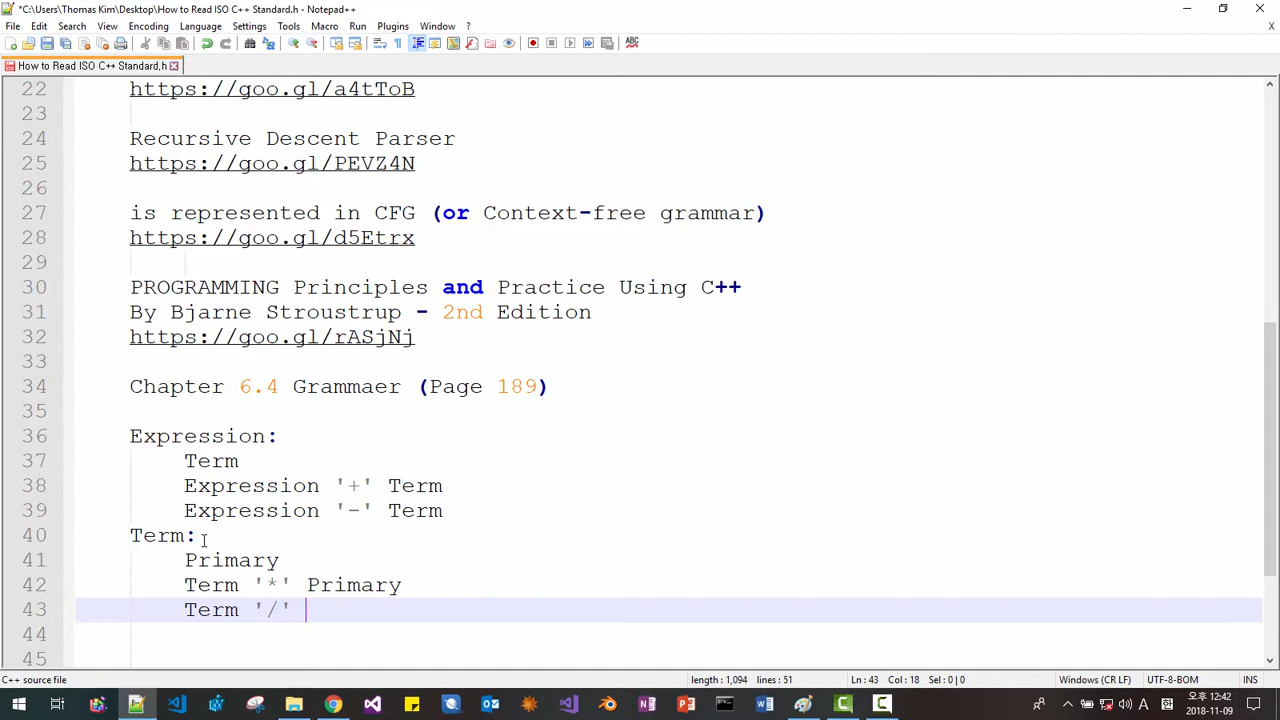 *C:\Users\Thomas Kim\Desktop\How to Read ISO C++ Standard.h - Notepad++
File Edit Search View Encoding Language Settings Tools Macro Run Plugins Window ?
X
ABC
How to Read ISO C++ Standard.h
22 https://goo.gl/a4tToB
23
24 Recursive Descent Parser
25 https://goo.gl/PEVZ4N
26
27 is represented in CFG (or Context-free grammar)
28 https://goo.gl/d5Etrx
29
30 PROGRAMMING Principles and Practice Using C++
31 By Bjarne Stroustrup - 2nd Edition
32 https://goo.gl/rASjNj
33
34 Chapter 6.4 Grammaer (Page 189)
35
36 Expression:
37 Term
38 Expression '+' Term
39 Expression '-' Term
40 Term:
41 Primary
42 Term '*' Primary
43 Term '/'
44
45
C++ source file length : 1,094 lines : 51 Ln : 43 Col : 18 Sel : 0 | 0 Windows (CR LF) UTF-8-BOM INS
A 오후 12:42
2018-11-09